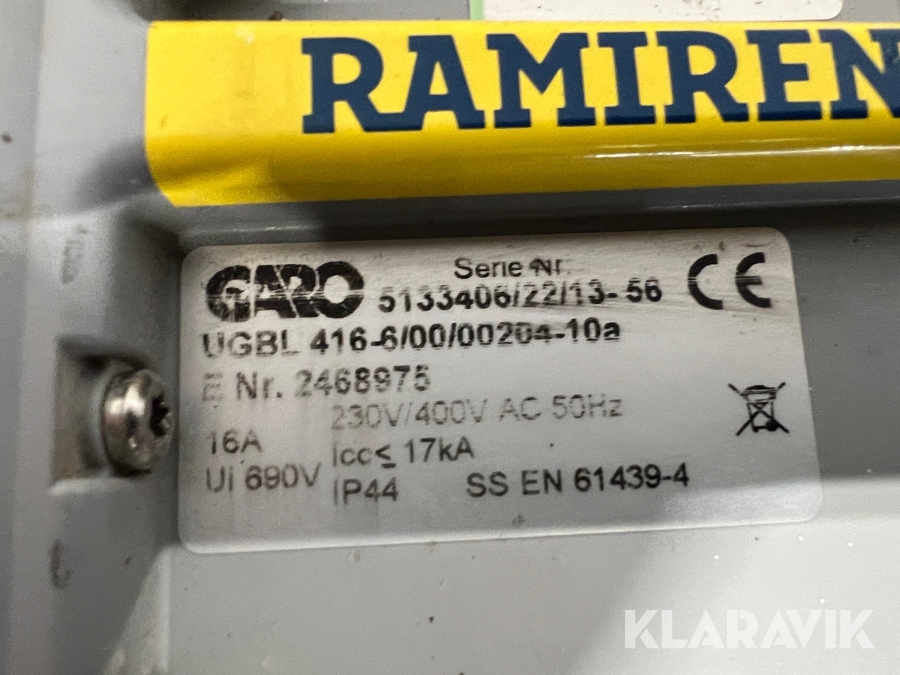 RAMIREN
GARO
Serie Nr.
5133406/22/13-56
CE
UGBL 416-6/00/00204-10a
E Nr. 2468975
230V/400V AC 50Hz
16A
Icc≤ 17kA
Ui 690V
IP44
SS EN 61439-4
KLARAVIK